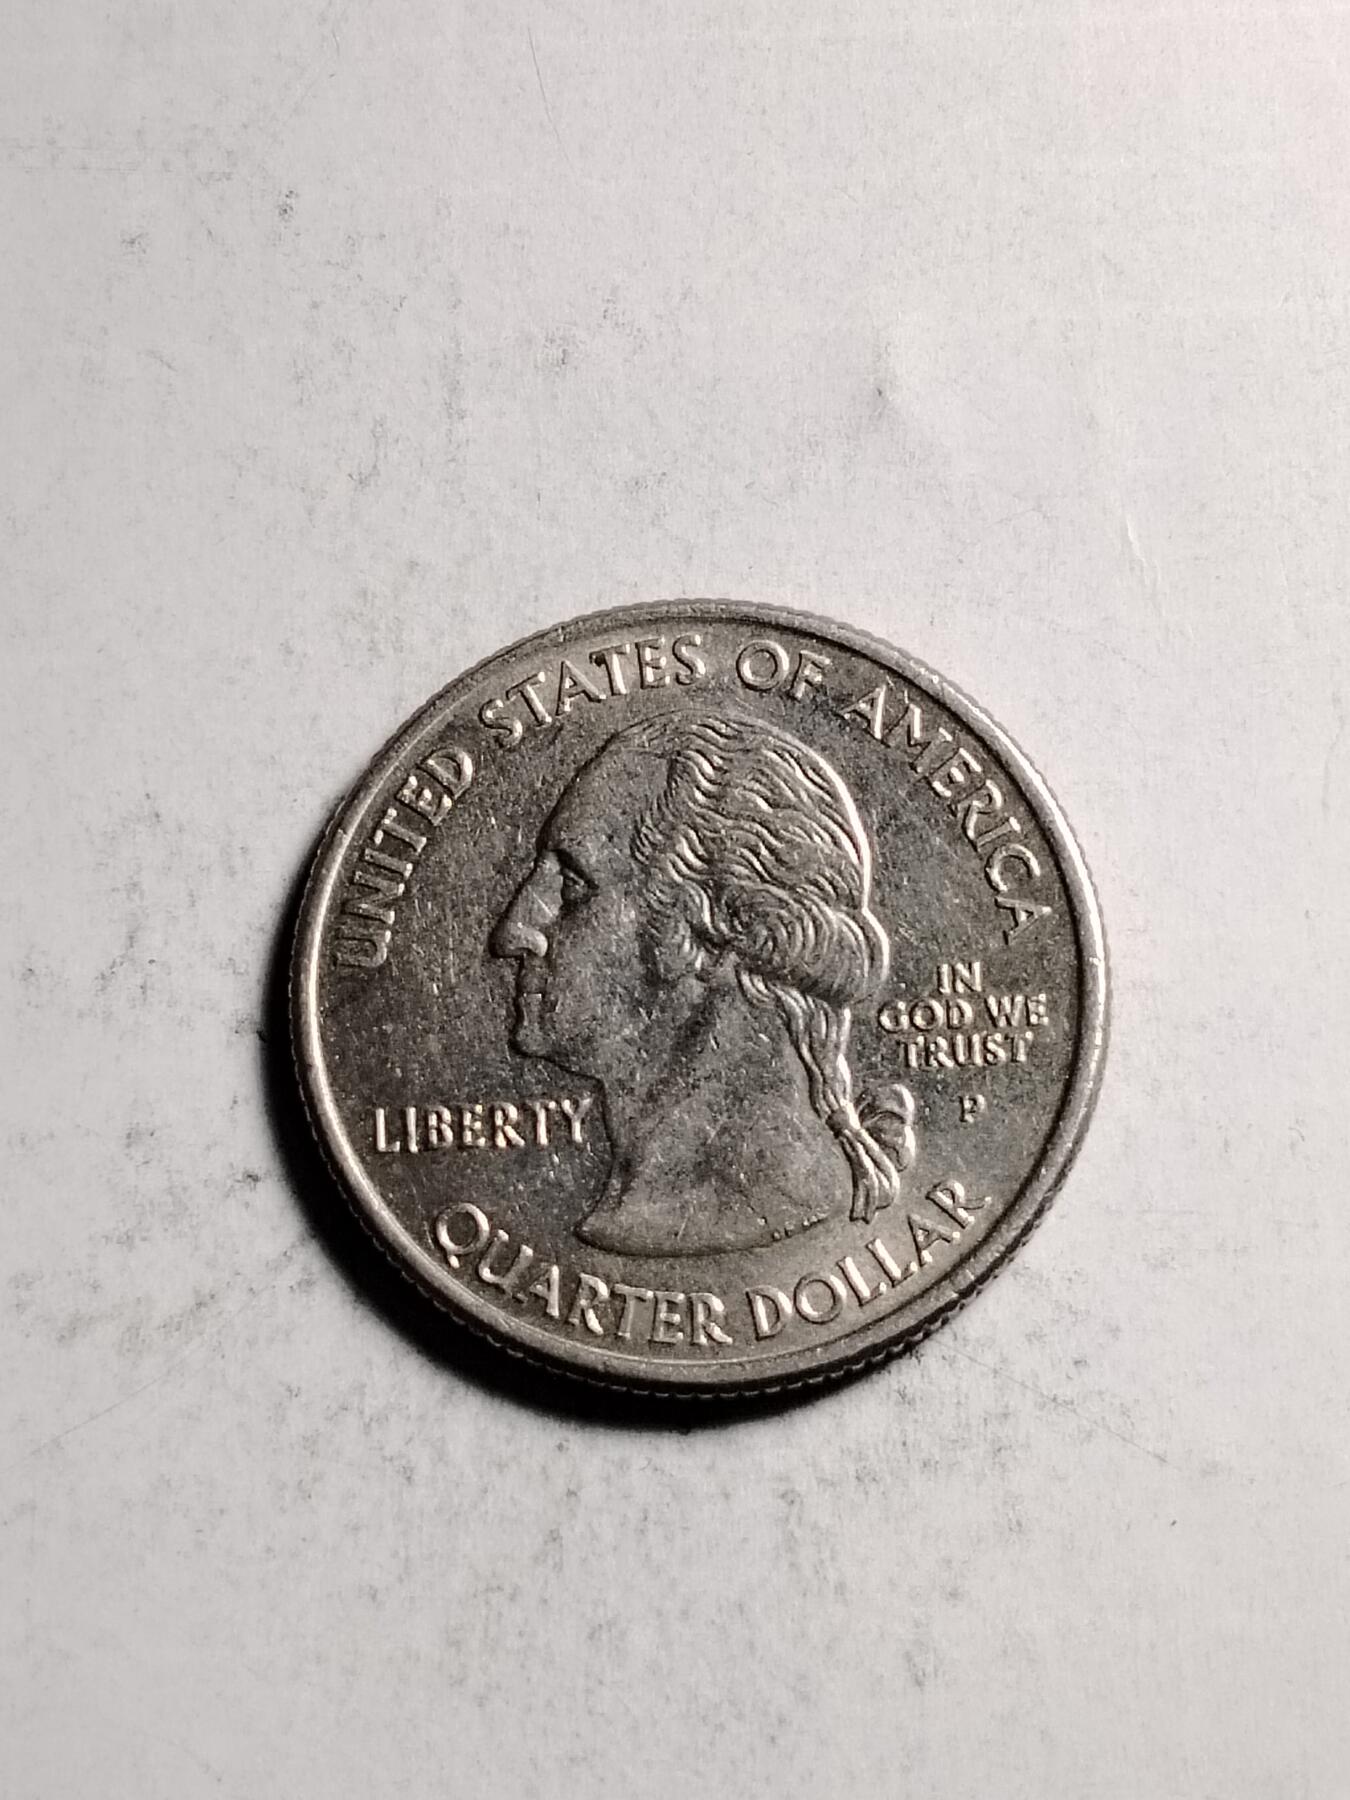 UNITED STATES OF AMERICA
IN
GOD WE
TRUST
P
LIBERTY
QUARTER DOLLAR